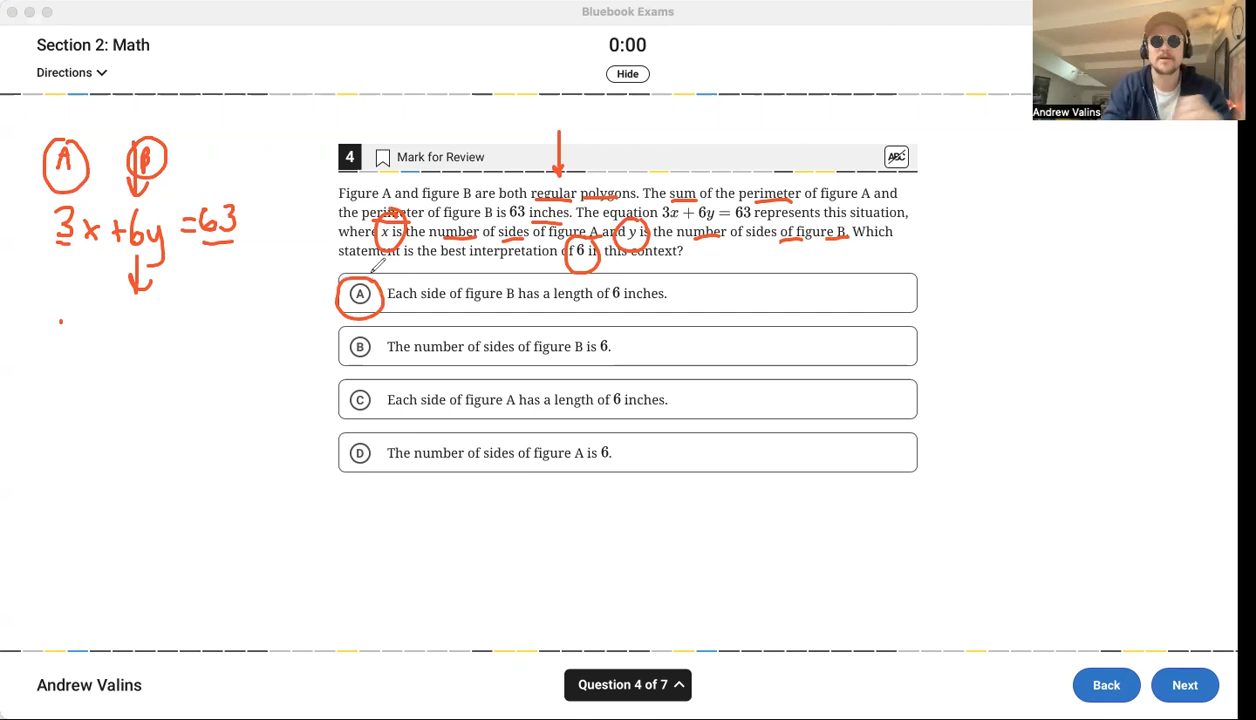 Bluebook Exams
Section 2: Math
0:00
Directions
Hide
Andrew Valins
A B
3x + 6y = 63
4 Mark for Review ABC
Figure A and figure B are both regular polygons. The sum of the perimeter of figure A and
the perimeter of figure B is 63 inches. The equation 3x + 6y = 63 represents this situation,
where x is the number of sides of figure A and y is the number of sides of figure B. Which
statement is the best interpretation of 6 in this context?
A Each side of figure B has a length of 6 inches.
B The number of sides of figure B is 6.
C Each side of figure A has a length of 6 inches.
D The number of sides of figure A is 6.
Andrew Valins
Question 4 of 7
Back
Next